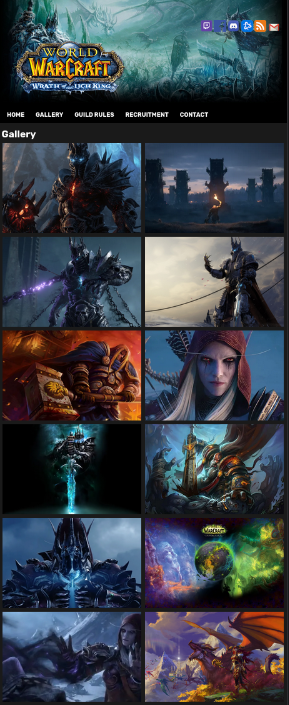 WORLD
WARCRAFT
WRATH OF THE LICH KING
HOME GALLERY GUILD RULES RECRUITMENT CONTACT
Gallery